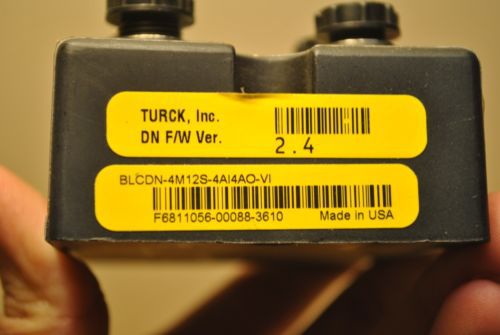 TURCK, Inc.
DN F/W Ver.
2.4
BLCDN-4M12S-4AI4AO-VI
F6811056-00088-3610 Made in USA